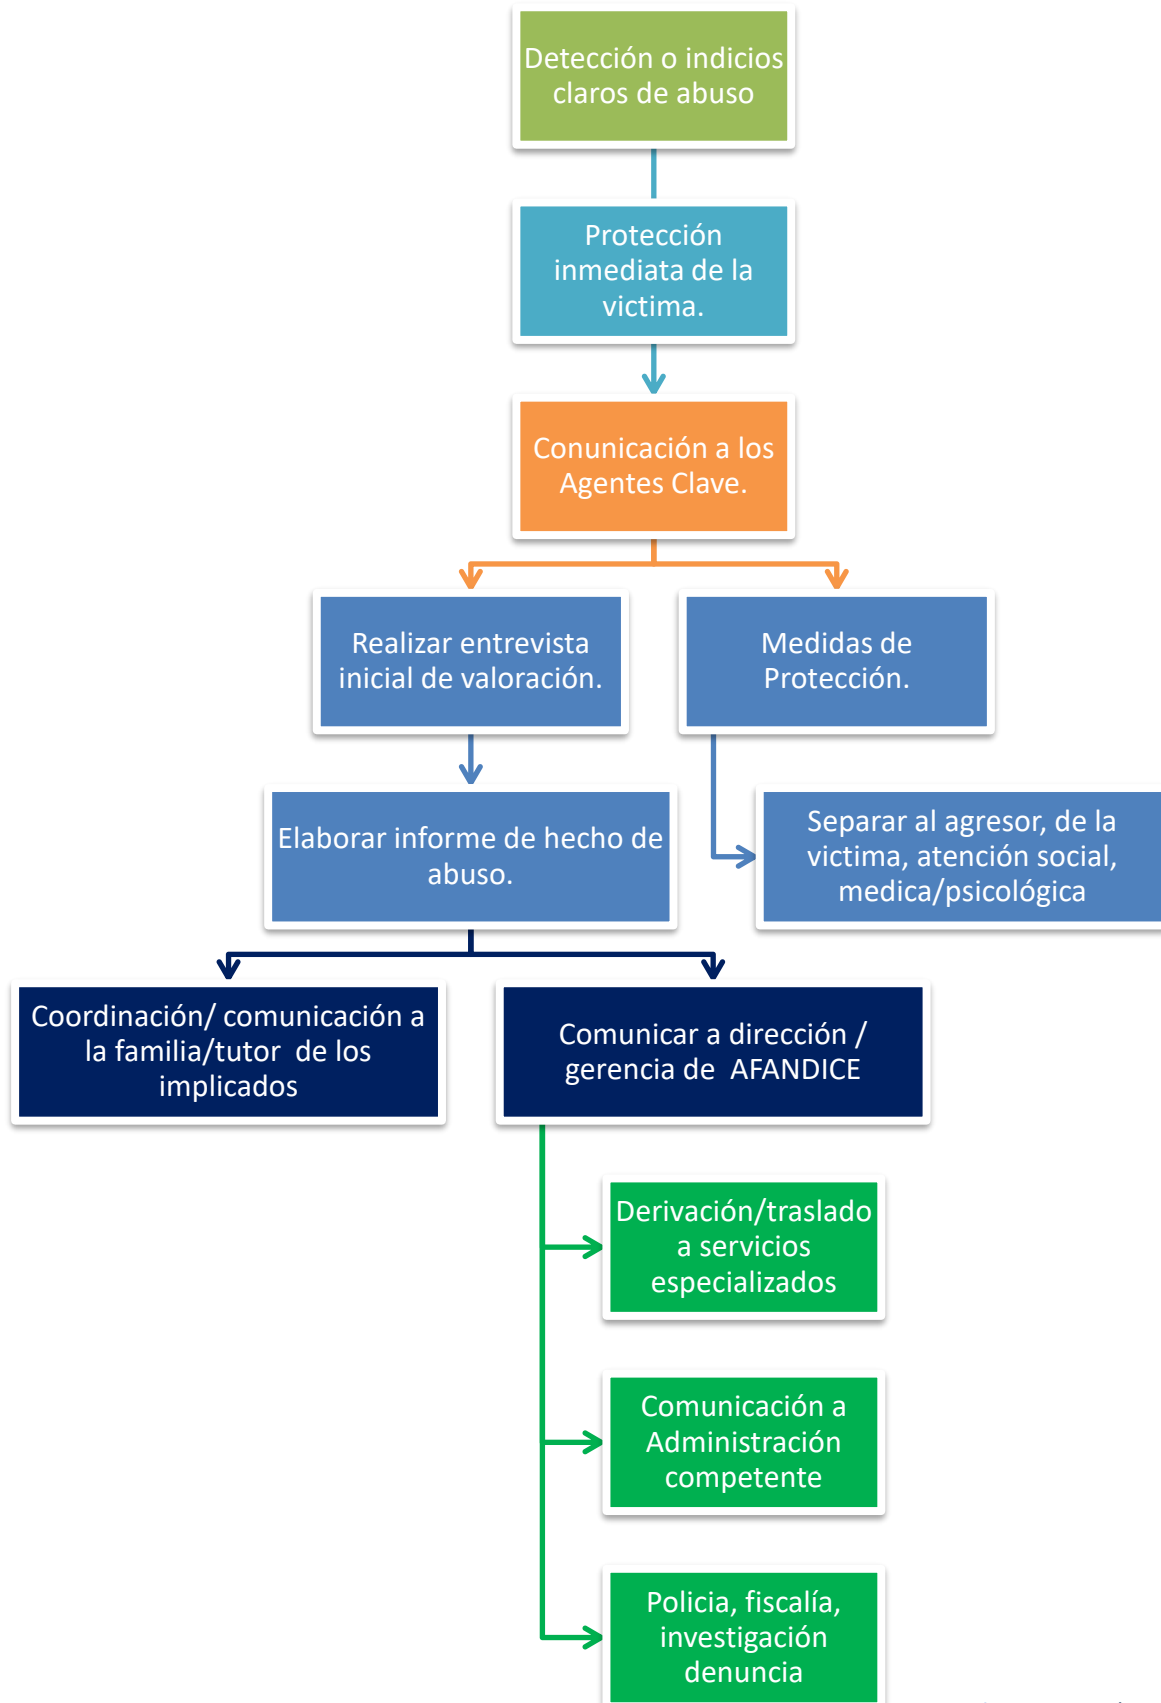 Detección o indicios
claros de abuso
Protección
inmediata de la
victima.
Conunicación a los
Agentes Clave.
Realizar entrevista
inicial de valoración.
Medidas de
Protección.
Elaborar informe de hecho de
abuso.
Separar al agresor, de la
victima, atención social,
medica/psicológica
Coordinación/ comunicación a
la familia/tutor de los
implicados
Comunicar a dirección /
gerencia de AFANDICE
Derivación/traslado
a servicios
especializados
Comunicación a
Administración
competente
Policia, fiscalía,
investigación
denuncia